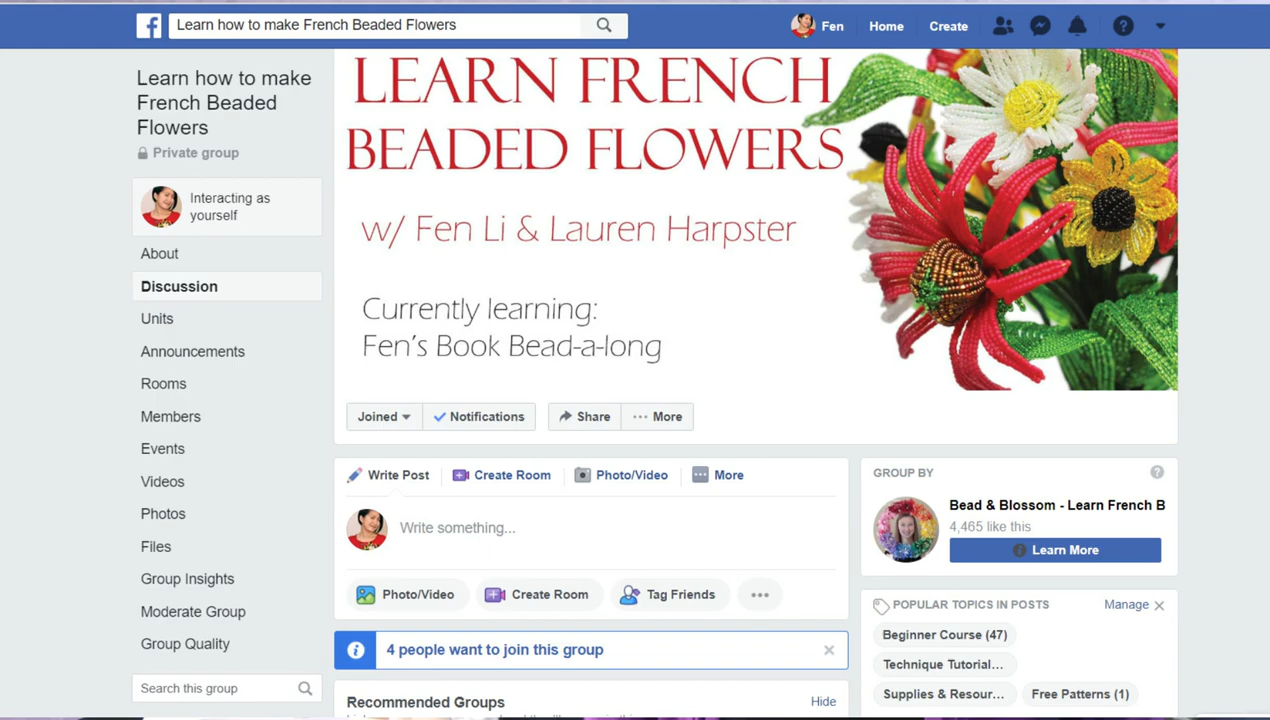 f
Learn how to make French Beaded Flowers
Fen
Home
Create
?
Learn how to make
French Beaded
Flowers
Private group
Interacting as
yourself
About
Discussion
Units
Announcements
Rooms
Members
Events
Videos
Photos
Files
Group Insights
Moderate Group
Group Quality
Search this group
LEARN FRENCH
BEADED FLOWERS
w/ Fen Li & Lauren Harpster
Currently learning:
Fen's Book Bead-a-long
Joined
Notifications
Share
··· More
Write Post
Create Room
Photo/Video
More
Write something...
Photo/Video
Create Room
Tag Friends
4 people want to join this group
Recommended Groups
Hide
GROUP BY
?
Bead & Blossom - Learn French B
4,465 like this
Learn More
POPULAR TOPICS IN POSTS
Manage
Beginner Course (47)
Technique Tutorial...
Supplies & Resour...
Free Patterns (1)